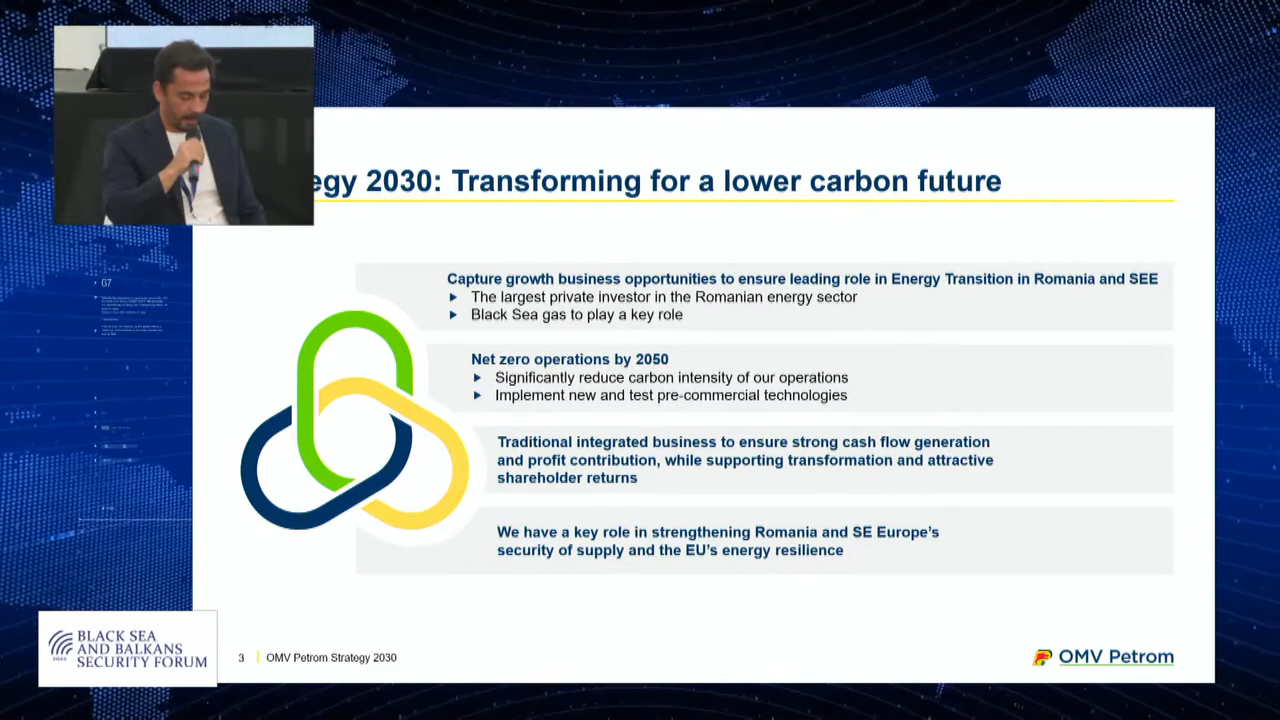 egy 2030: Transforming for a lower carbon future
Capture growth business opportunities to ensure leading role in Energy Transition in Romania and SEE
The largest private investor in the Romanian energy sector
Black Sea gas to play a key role
Net zero operations by 2050
Significantly reduce carbon intensity of our operations
Implement new and test pre-commercial technologies
Traditional integrated business to ensure strong cash flow generation
and profit contribution, while supporting transformation and attractive
shareholder returns
We have a key role in strengthening Romania and SE Europe's
security of supply and the EU's energy resilience
G7
BLACK SEA
AND BALKANS
SECURITY FORUM
3 OMV Petrom Strategy 2030
OMV Petrom